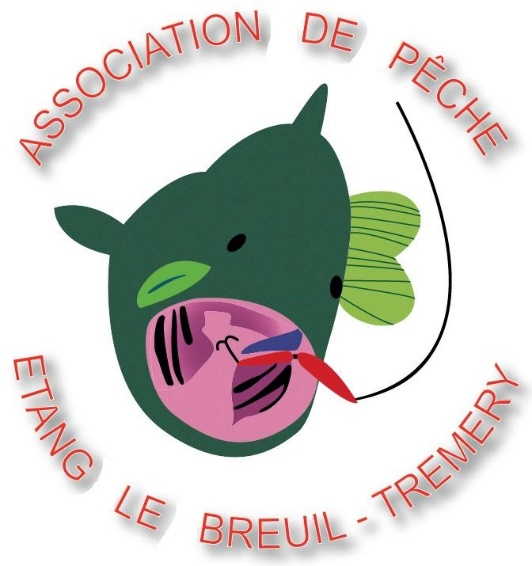 ASSOCIATION DE PÊCHE
ETANG LE BREUIL - TREMERY